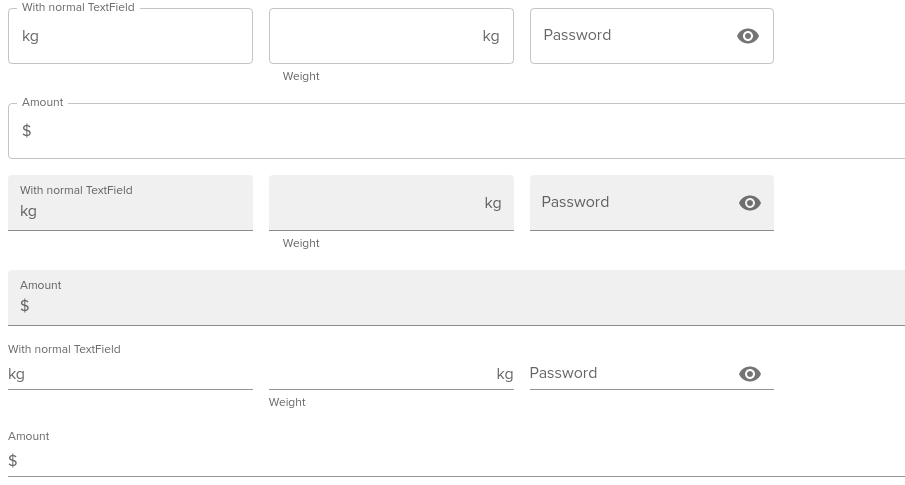 With normal TextField
kg
kg
Password
Weight
Amount
$
With normal TextField
kg
kg
Password
Weight
Amount
$
With normal TextField
kg
kg
Password
Weight
Amount
$